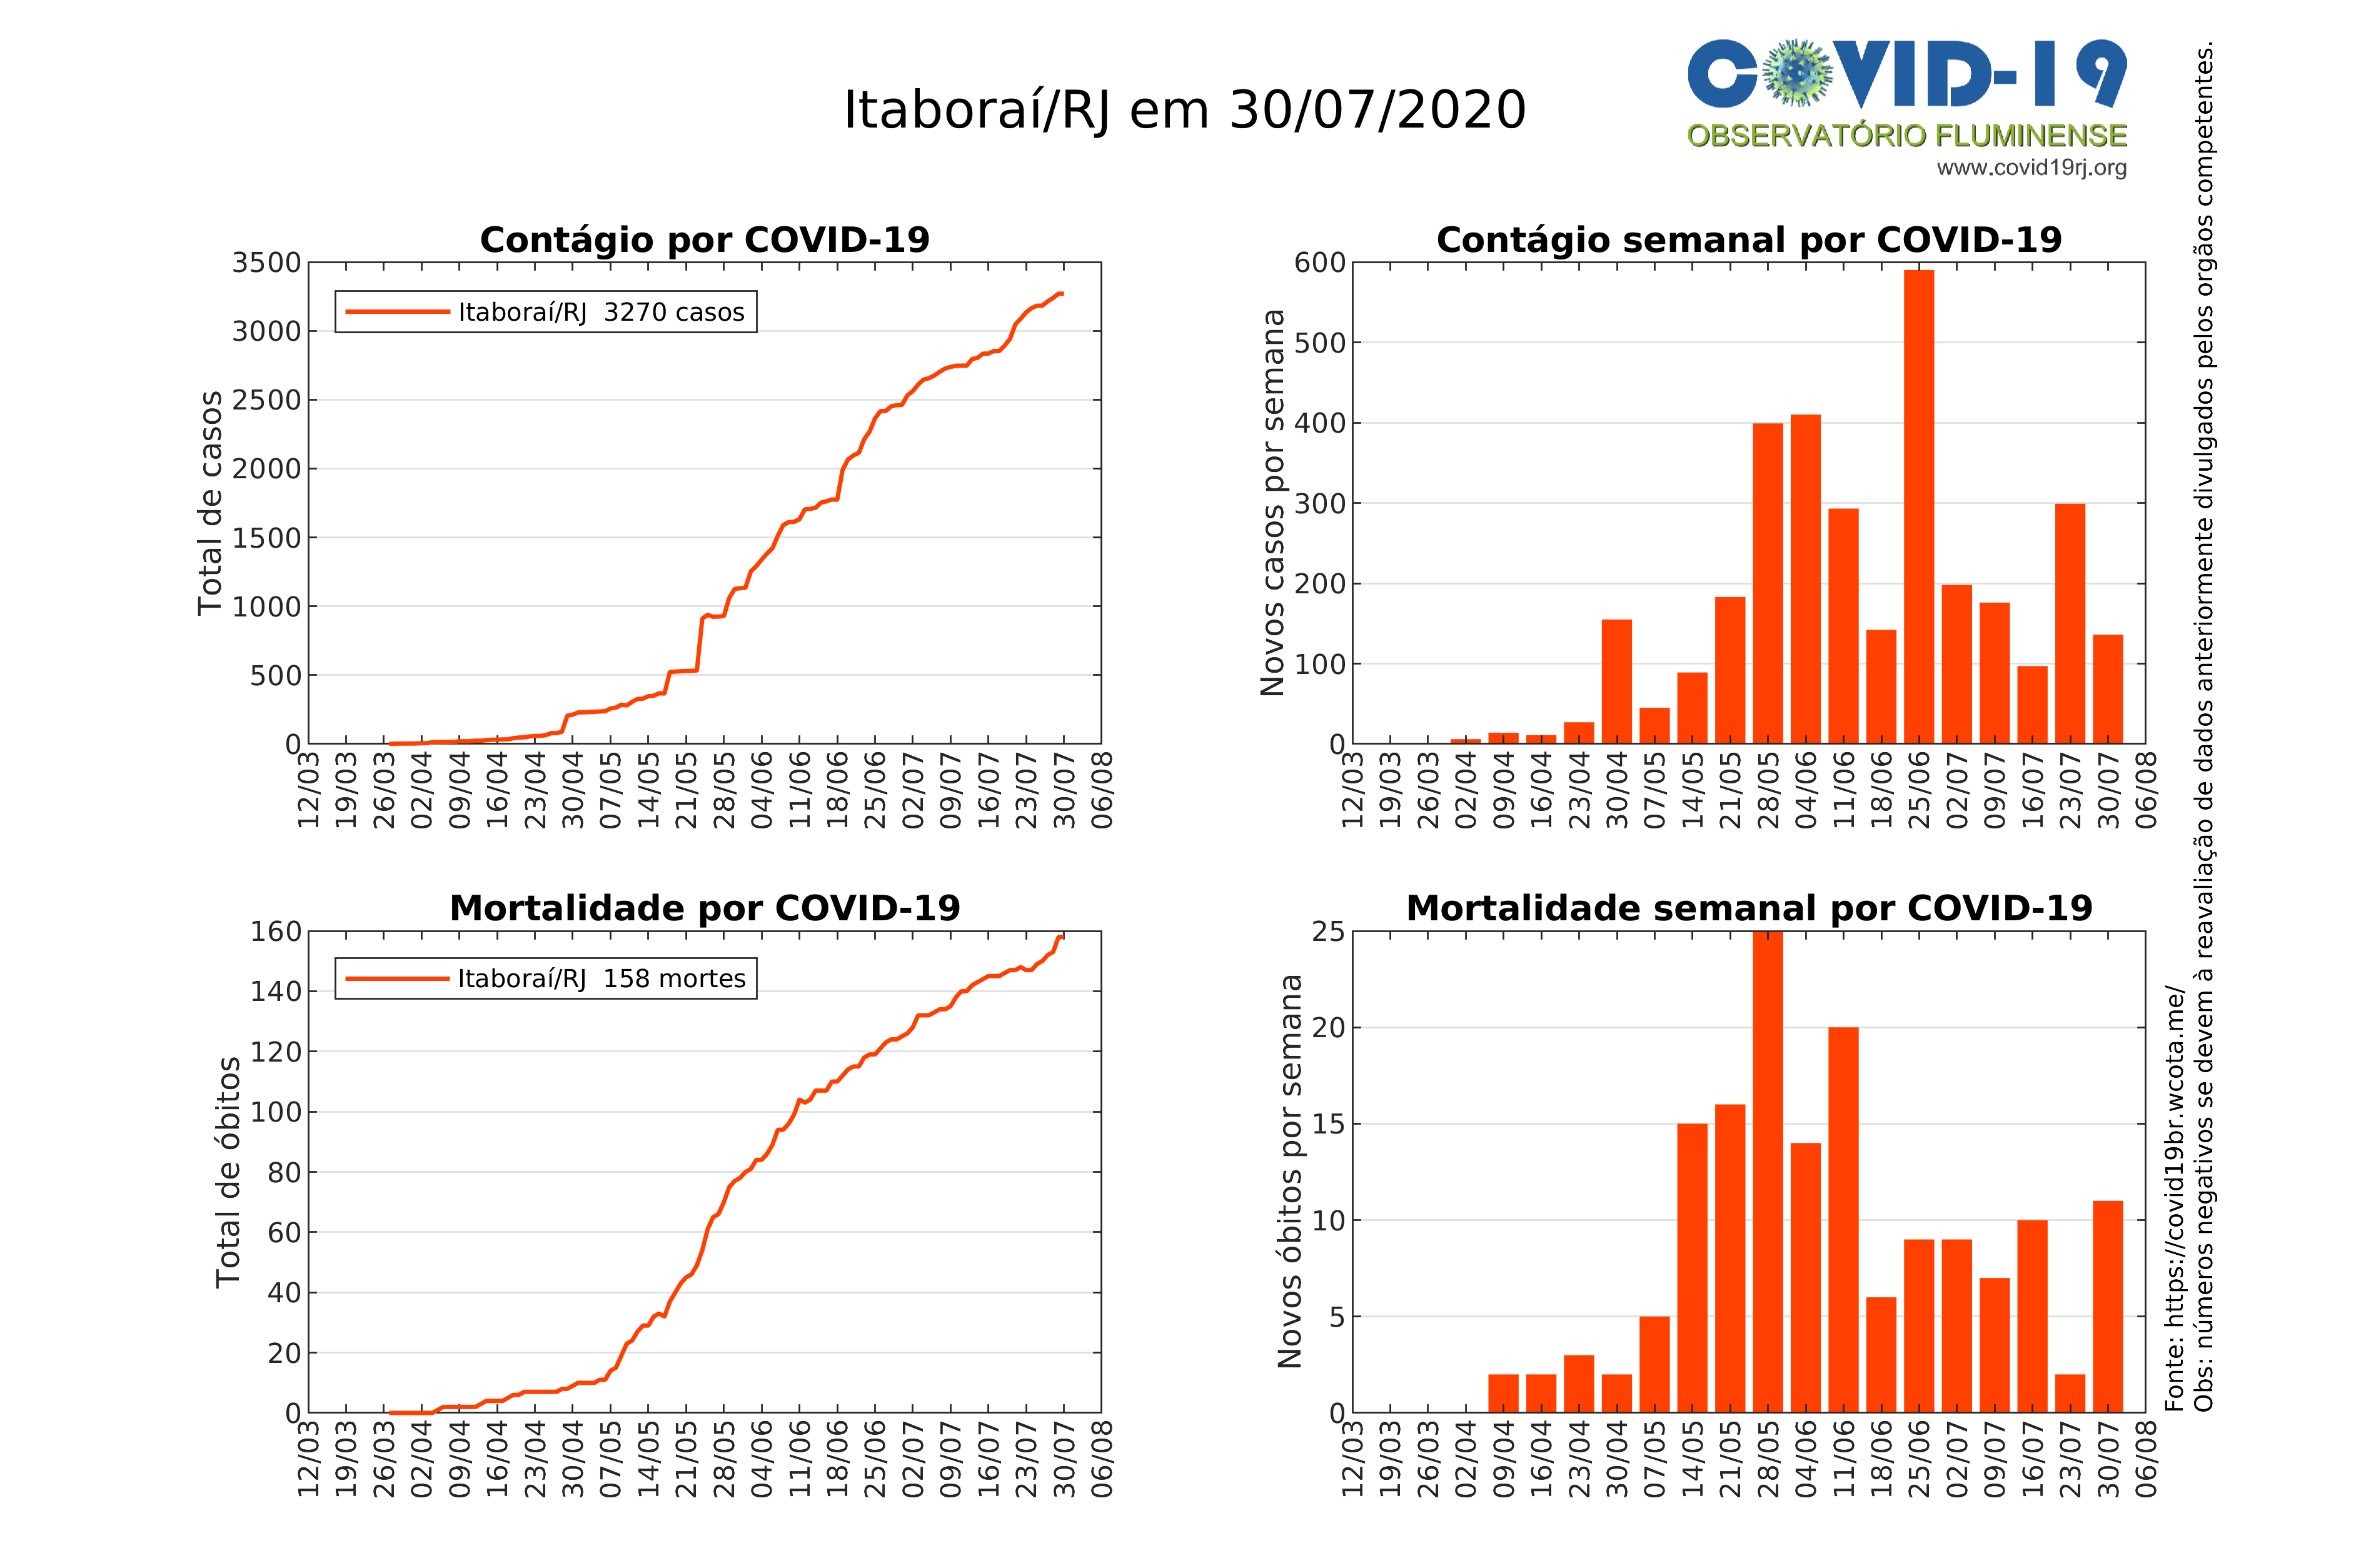 Itaboraí/RJ em 30/07/2020
COVID-19
OBSERVATÓRIO FLUMINENSE
www.covid19rj.org
Contágio por COVID-19
Total de casos
3500
3000
2500
2000
1500
1000
500
0
Itaboraí/RJ 3270 casos
12/03 19/03 26/03 02/04 09/04 16/04 23/04 30/04 07/05 14/05 21/05 28/05 04/06 11/06 18/06 25/06 02/07 09/07 16/07 23/07 30/07 06/08
Contágio semanal por COVID-19
Novos casos por semana
600
500
400
300
200
100
0
12/03 19/03 26/03 02/04 09/04 16/04 23/04 30/04 07/05 14/05 21/05 28/05 04/06 11/06 18/06 25/06 02/07 09/07 16/07 23/07 30/07 06/08
Mortalidade por COVID-19
Total de óbitos
160
140
120
100
80
60
40
20
0
Itaboraí/RJ 158 mortes
12/03 19/03 26/03 02/04 09/04 16/04 23/04 30/04 07/05 14/05 21/05 28/05 04/06 11/06 18/06 25/06 02/07 09/07 16/07 23/07 30/07 06/08
Mortalidade semanal por COVID-19
Novos óbitos por semana
25
20
15
10
5
0
12/03 19/03 26/03 02/04 09/04 16/04 23/04 30/04 07/05 14/05 21/05 28/05 04/06 11/06 18/06 25/06 02/07 09/07 16/07 23/07 30/07 06/08
Fonte: https://covid19br.wcota.me/
Obs: números negativos se devem à reavaliação de dados anteriormente divulgados pelos orgãos competentes.